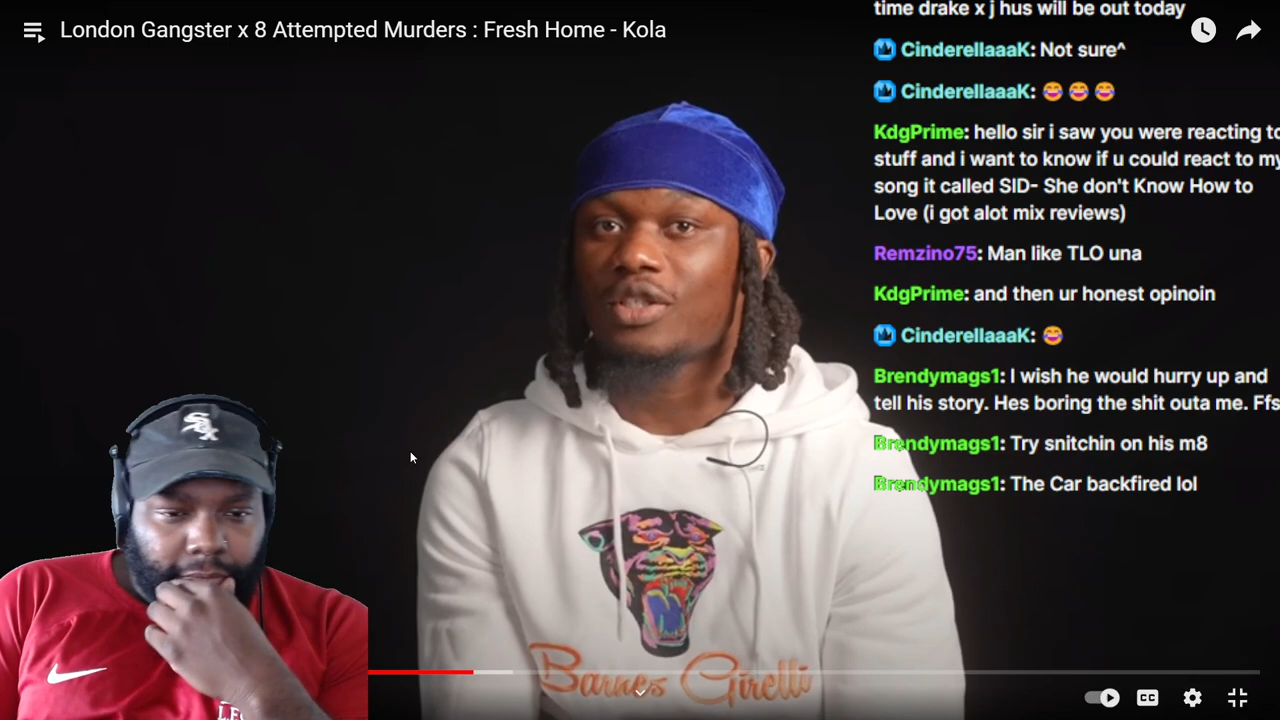 London Gangster x 8 Attempted Murders : Fresh Home - Kola
time drake x j hus will be out today
CinderellaaaK: Not sure^
CinderellaaaK: 😂 😂 😂
KdgPrime: hello sir i saw you were reacting to
stuff and i want to know if u could react to my
song it called SID- She don't Know How to
Love (i got alot mix reviews)
Remzino75: Man like TLO una
KdgPrime: and then ur honest opinoin
CinderellaaaK: 😂
Brendymags1: I wish he would hurry up and
tell his story. Hes boring the shit outa me. Ffs
Brendymags1: Try snitchin on his m8
Brendymags1: The Car backfired lol
Sox
Barnes Girelli
CC